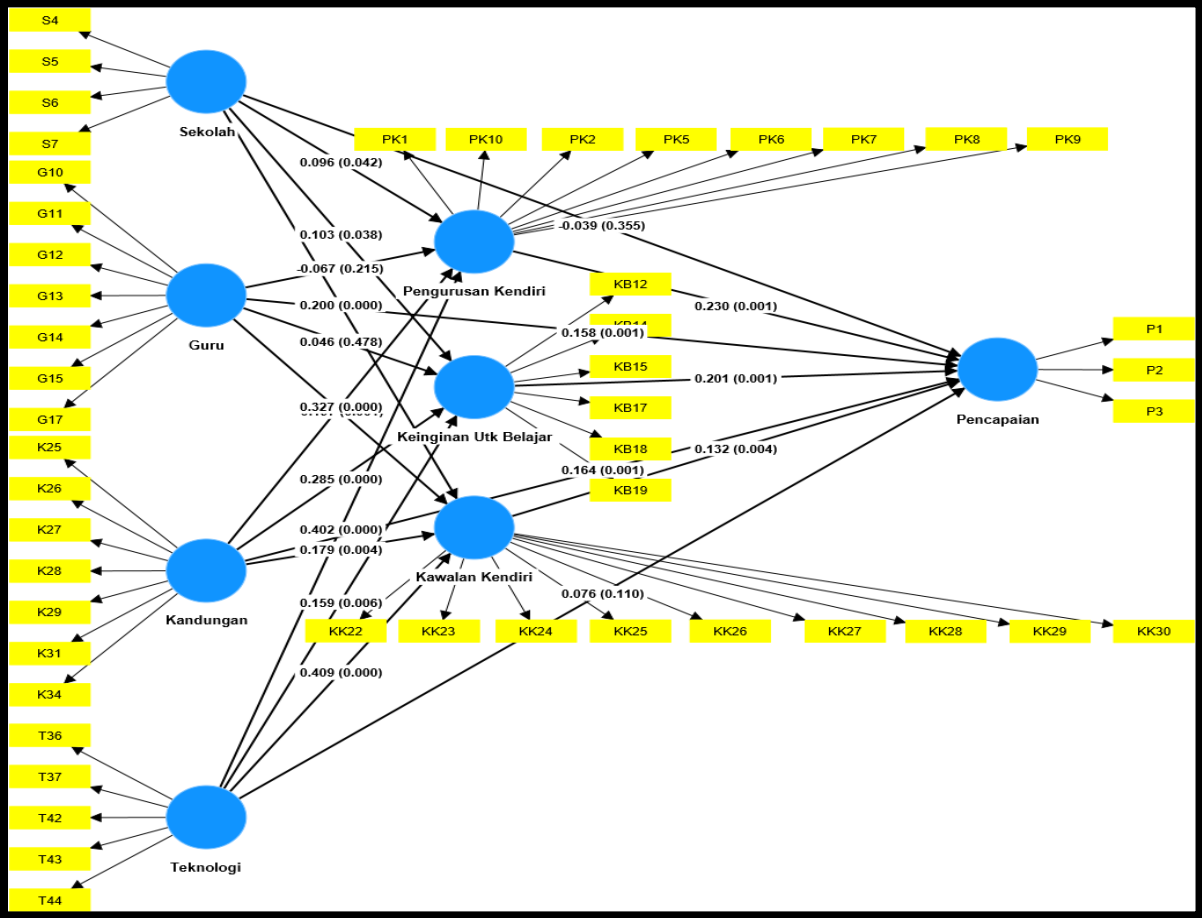 S4
S5
S6
S7
Sekolah
G10
G11
G12
G13
G14
G15
G17
Guru
K25
K26
K27
K28
K29
K31
K34
Kandungan
T36
T37
T42
T43
T44
Teknologi
PK1
PK10
PK2
PK5
PK6
PK7
PK8
PK9
Pengurusan Kendiri
KB12
KB14
KB15
KB17
KB18
KB19
Keinginan Utk Belajar
Kawalan Kendiri
KK22
KK23
KK24
KK25
KK26
KK27
KK28
KK29
KK30
Pencapaian
P1
P2
P3
0.096 (0.042)
0.103 (0.038)
-0.067 (0.215)
0.200 (0.000)
0.046 (0.478)
0.327 (0.000)
0.285 (0.000)
0.402 (0.000)
0.179 (0.004)
0.159 (0.006)
0.409 (0.000)
-0.039 (0.355)
0.230 (0.001)
0.158 (0.001)
0.201 (0.001)
0.132 (0.004)
0.164 (0.001)
0.076 (0.110)